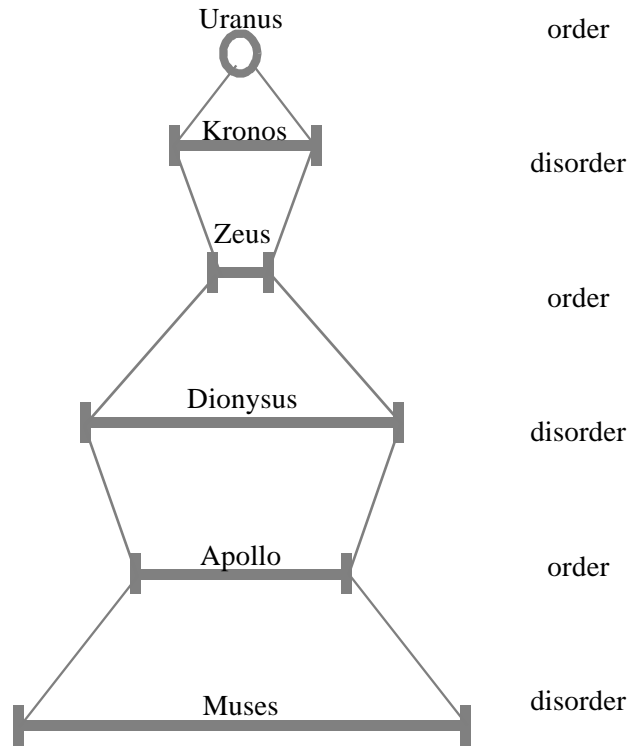 Uranus
order
Kronos
disorder
Zeus
order
Dionysus
disorder
Apollo
order
Muses
disorder